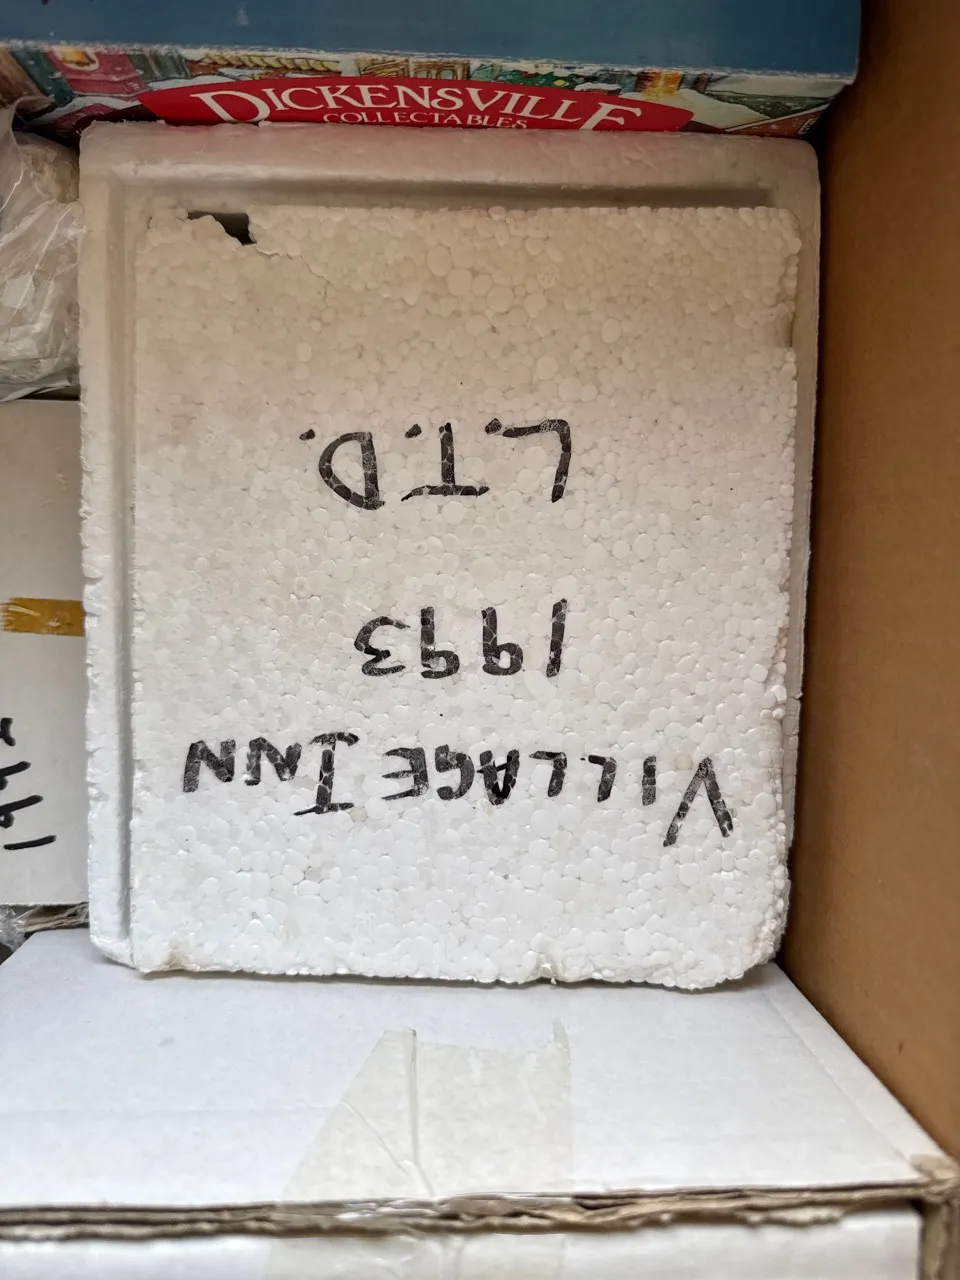 DICKENSVILLE
COLLECTABLES
VILLAGE INN
1993
L.T.D.